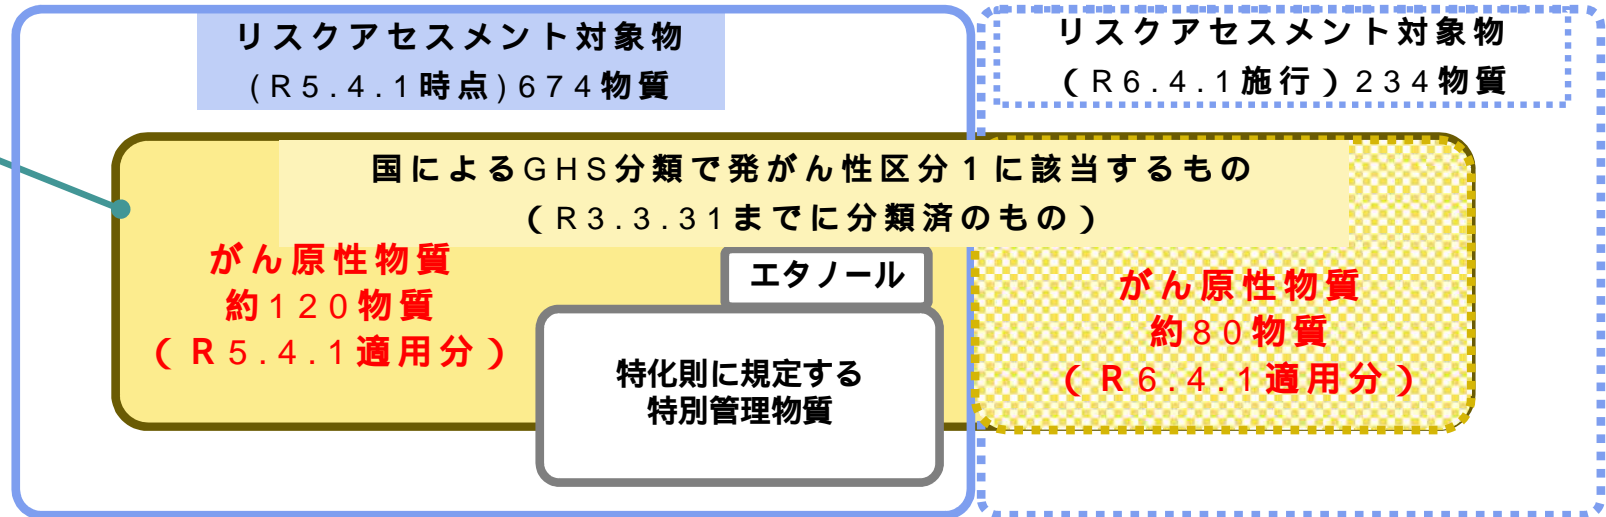 リスクアセスメント対象物
(R5.4.1時点)674物質
リスクアセスメント対象物
(R6.4.1施行)234物質
国によるGHS分類で発がん性区分1に該当するもの
(R3.3.31までに分類済のもの)
がん原性物質
約120物質
(R5.4.1適用分)
エタノール
特化則に規定する
特別管理物質
がん原性物質
約80物質
(R6.4.1適用分)